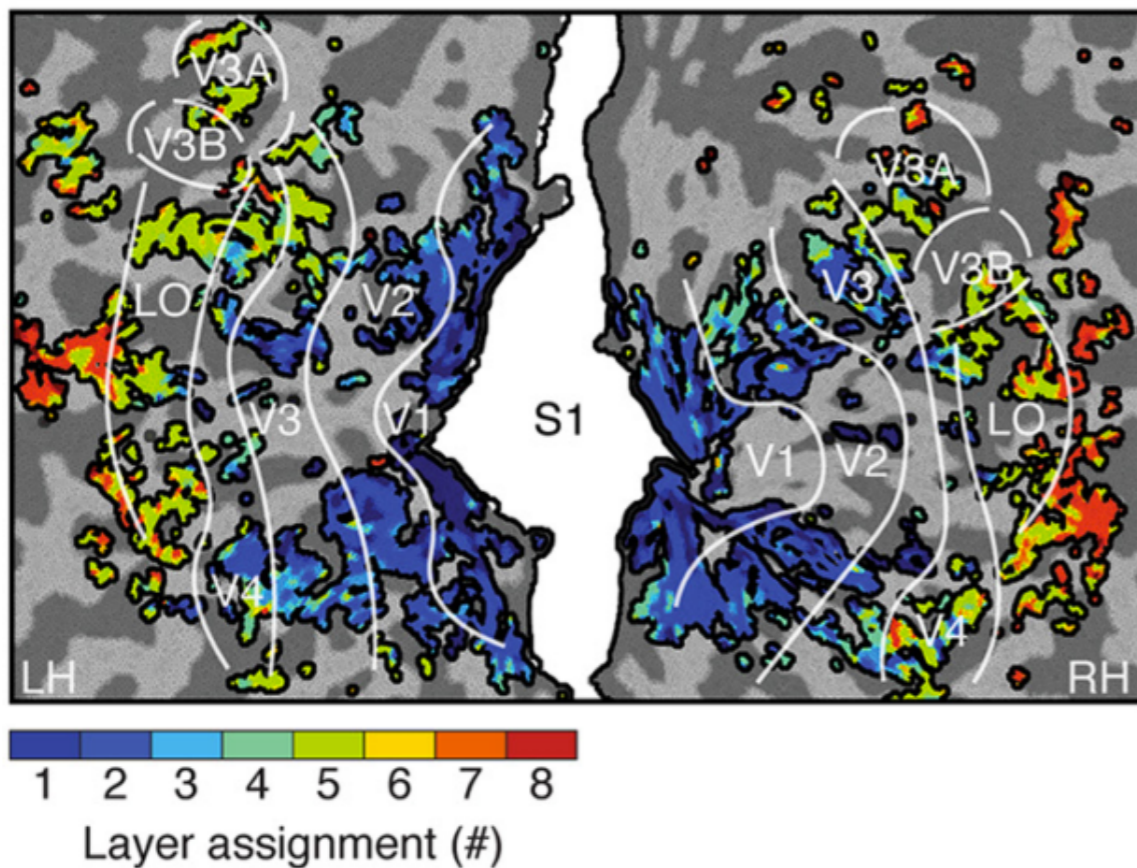 V3A
V3B
LO
V2
V3
V1
V4
LH
S1
V3A
V3
V3B
LO
V1
V2
V4
RH
1 2 3 4 5 6 7 8
Layer assignment (#)